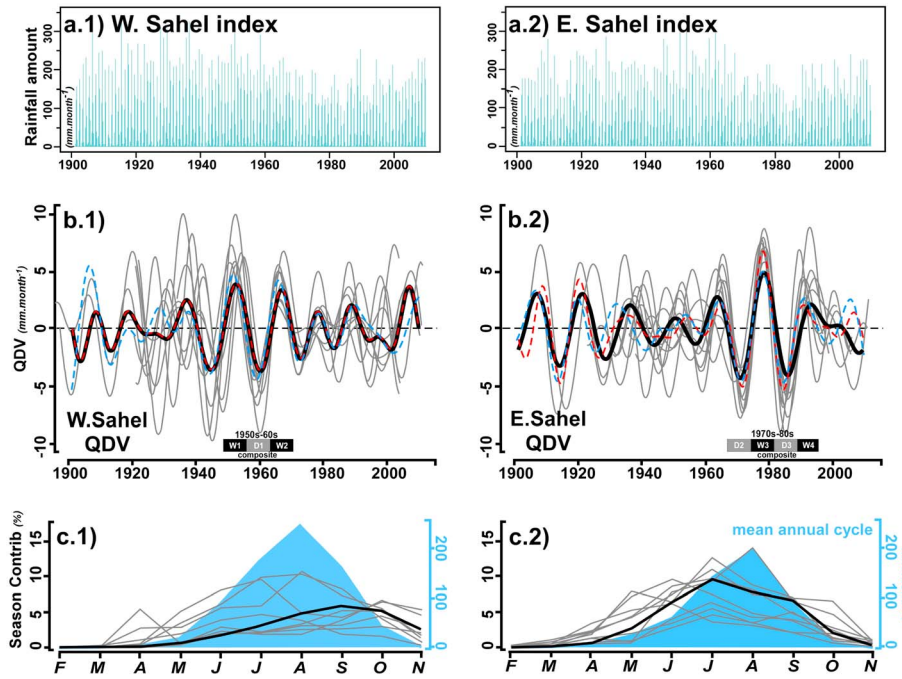 a.1) W. Sahel index
Rainfall amount
(mm.month-1)
300
200
100
0
1900 1920 1940 1960 1980 2000
a.2) E. Sahel index
(mm.month-1)
300
200
100
0
1900 1920 1940 1960 1980 2000
b.1)
QDV (mm.month-1)
10
5
0
-5
-10
W.Sahel
QDV
1950s-60s
W1 D1 W2
composite
1900 1920 1940 1960 1980 2000
b.2)
10
5
0
-5
-10
E.Sahel
QDV
1970s-80s
D2 W3 D3 W4
composite
1900 1920 1940 1960 1980 2000
c.1)
Season Contrib (%)
15
10
5
0
200
100
0
F M A M J J A S O N
c.2)
mean annual cycle
15
10
5
0
200
100
0
F M A M J J A S O N